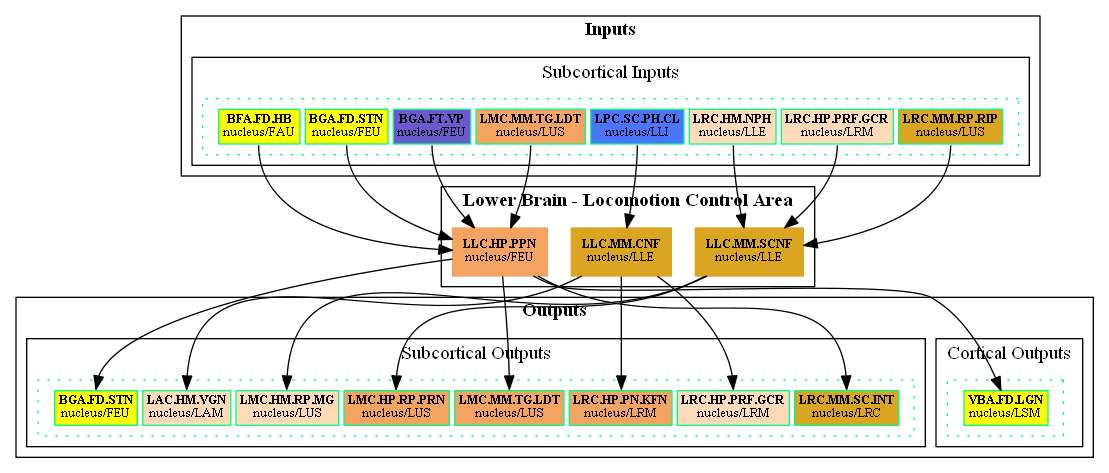 Inputs
Subcortical Inputs
BFA.FD.HB
nucleus/FAU
BGA.FD.STN
nucleus/FEU
BGA.FT.VP
nucleus/FEU
LMC.MM.TG.LDT
nucleus/LUS
LPC.SC.PH.CL
nucleus/LLI
LRC.HM.NPH
nucleus/LLE
LRC.HP.PRF.GCR
nucleus/LRM
LRC.MM.RP.RIP
nucleus/LUS
Lower Brain - Locomotion Control Area
LLC.HP.PPN
nucleus/FEU
LLC.MM.CNF
nucleus/LLE
LLC.MM.SCNF
nucleus/LLE
Outputs
Subcortical Outputs
BGA.FD.STN
nucleus/FEU
LAC.HM.VGN
nucleus/LAM
LMC.HM.RP.MG
nucleus/LUS
LMC.HP.RP.PRN
nucleus/LUS
LMC.MM.TG.LDT
nucleus/LUS
LRC.HP.PN.KFN
nucleus/LRM
LRC.HP.PRF.GCR
nucleus/LRM
LRC.MM.SC.INT
nucleus/LRC
Cortical Outputs
VBA.FD.LGN
nucleus/LSM